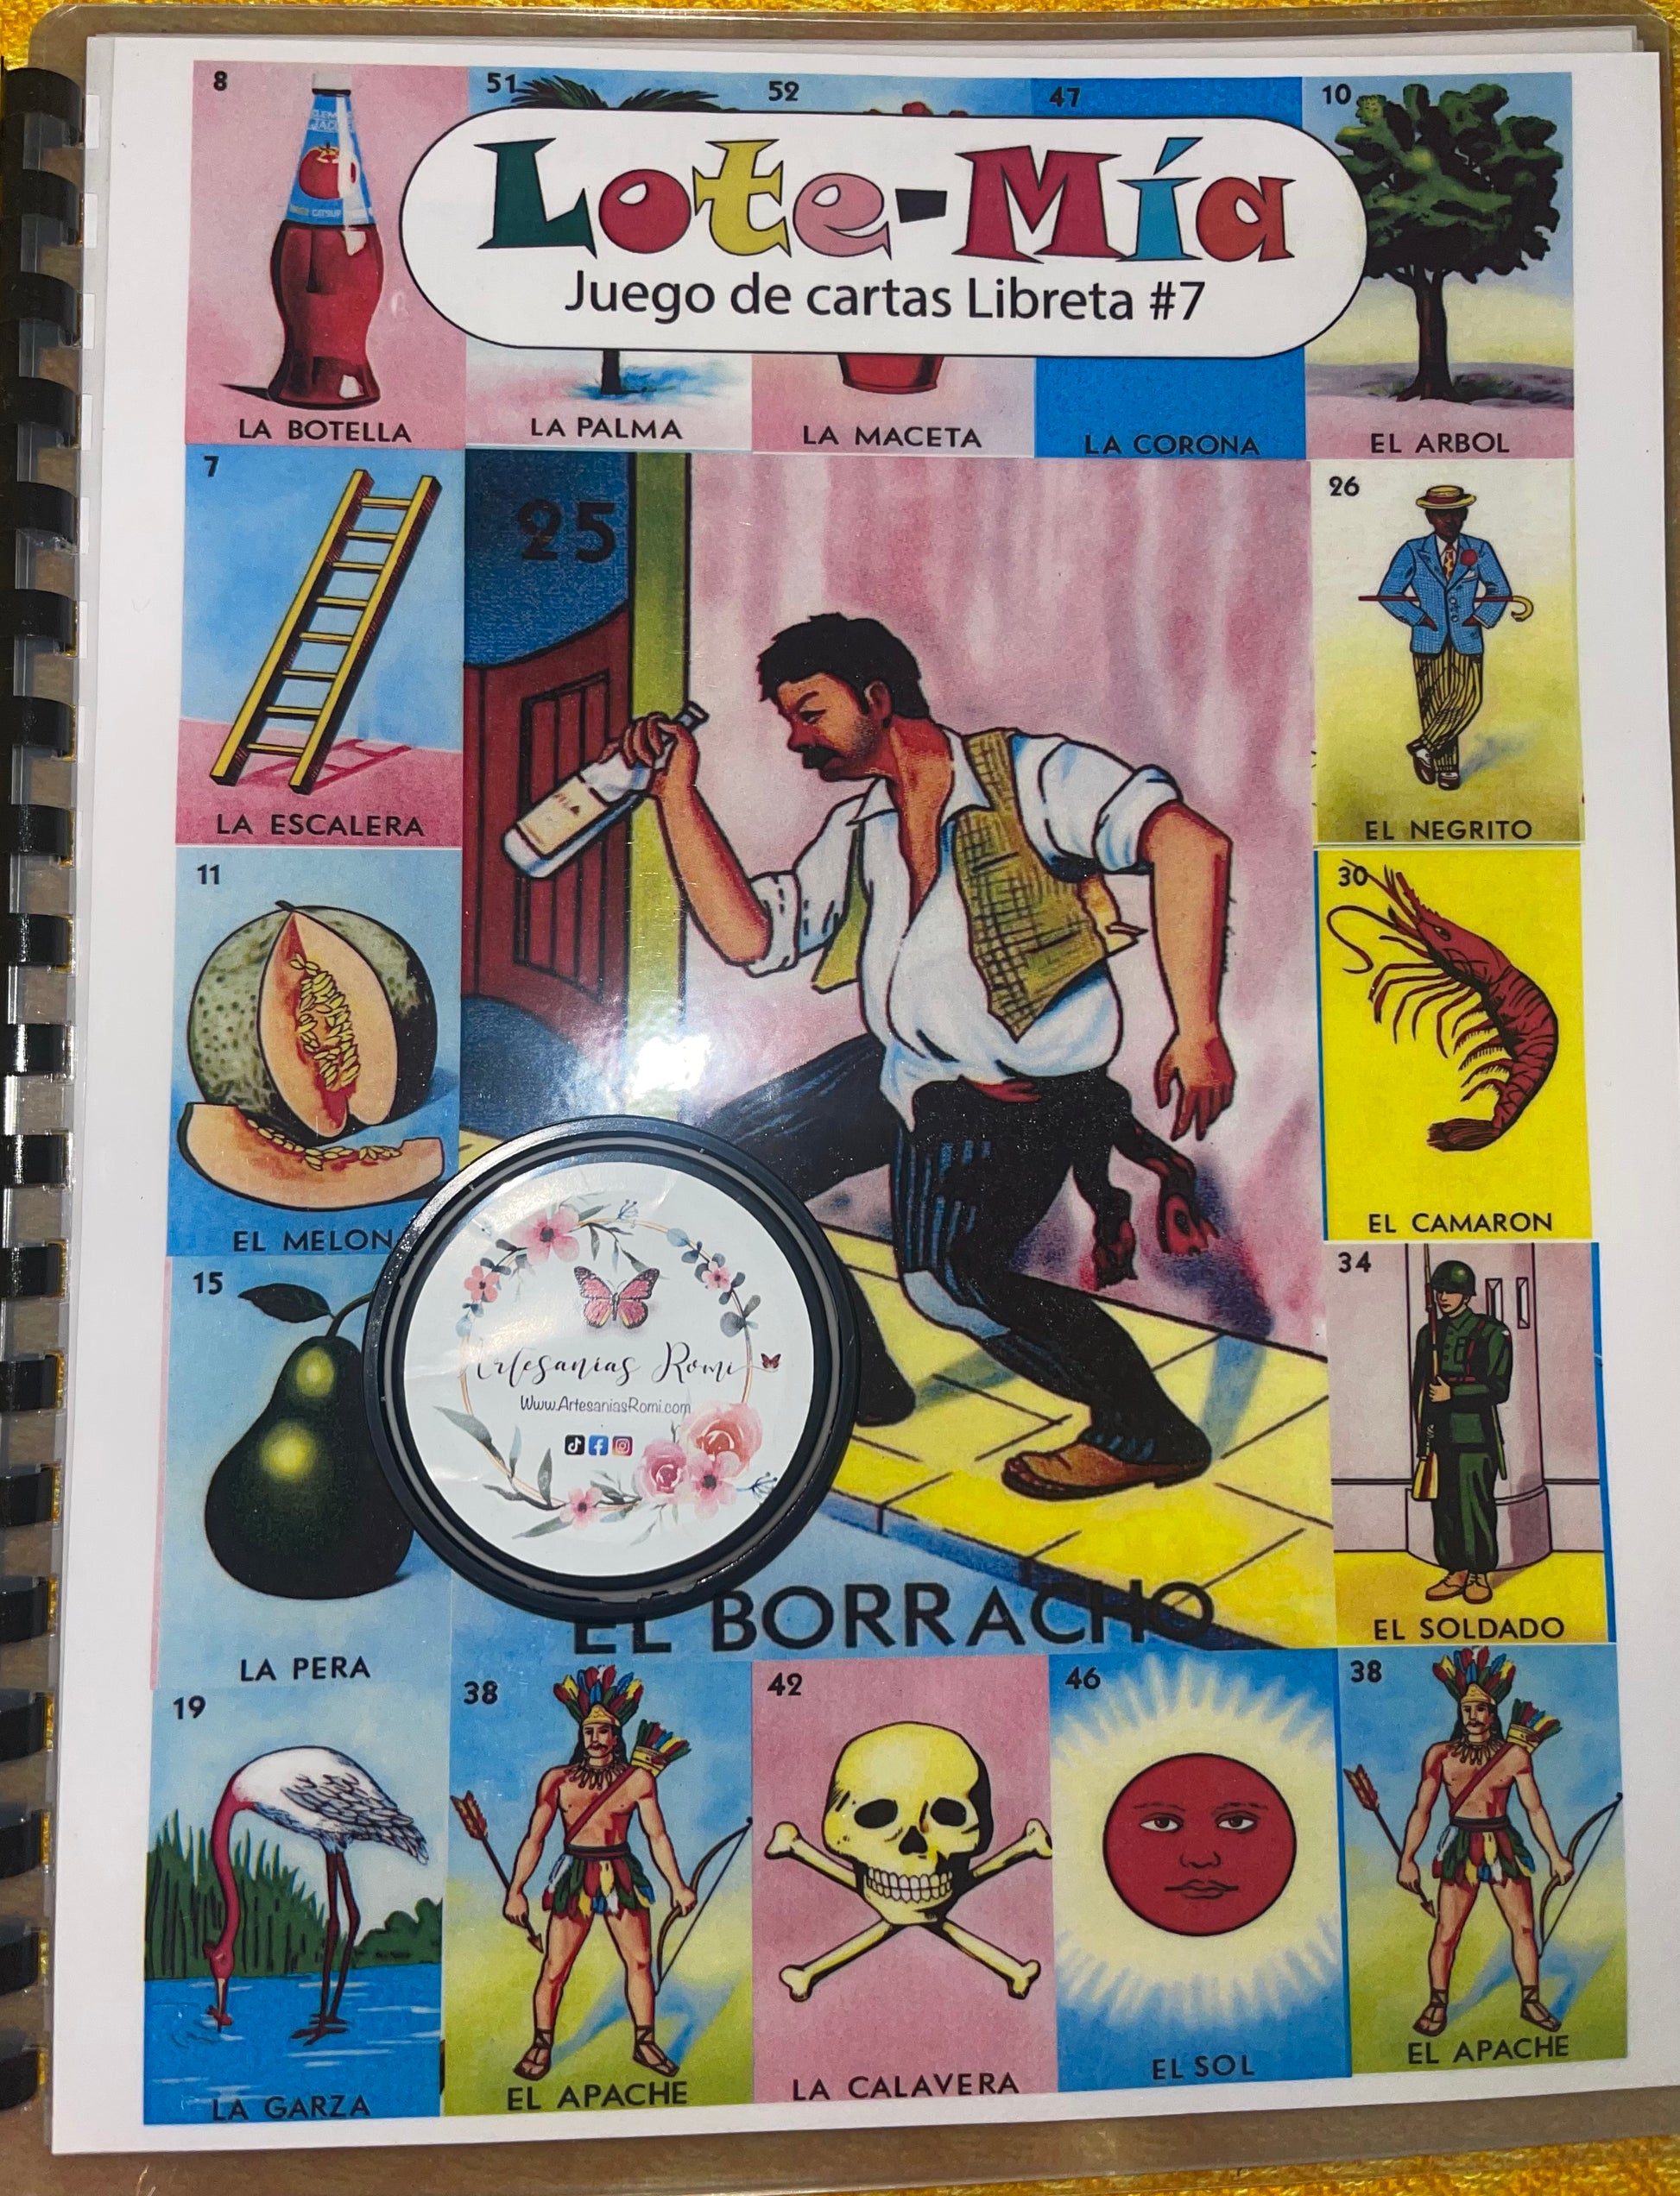 8
51
52
47
10
Lote-Mía
Juego de cartas Libreta #7
LA BOTELLA
LA PALMA
LA MACETA
LA CORONA
EL ARBOL
7
25
26
LA ESCALERA
EL NEGRITO
11
30
EL MELON
EL CAMARON
15
34
Artesanias Romi
Www.ArtesaniasRomi.com
EL BORRACHO
EL SOLDADO
LA PERA
19
38
42
46
38
LA GARZA
EL APACHE
LA CALAVERA
EL SOL
EL APACHE